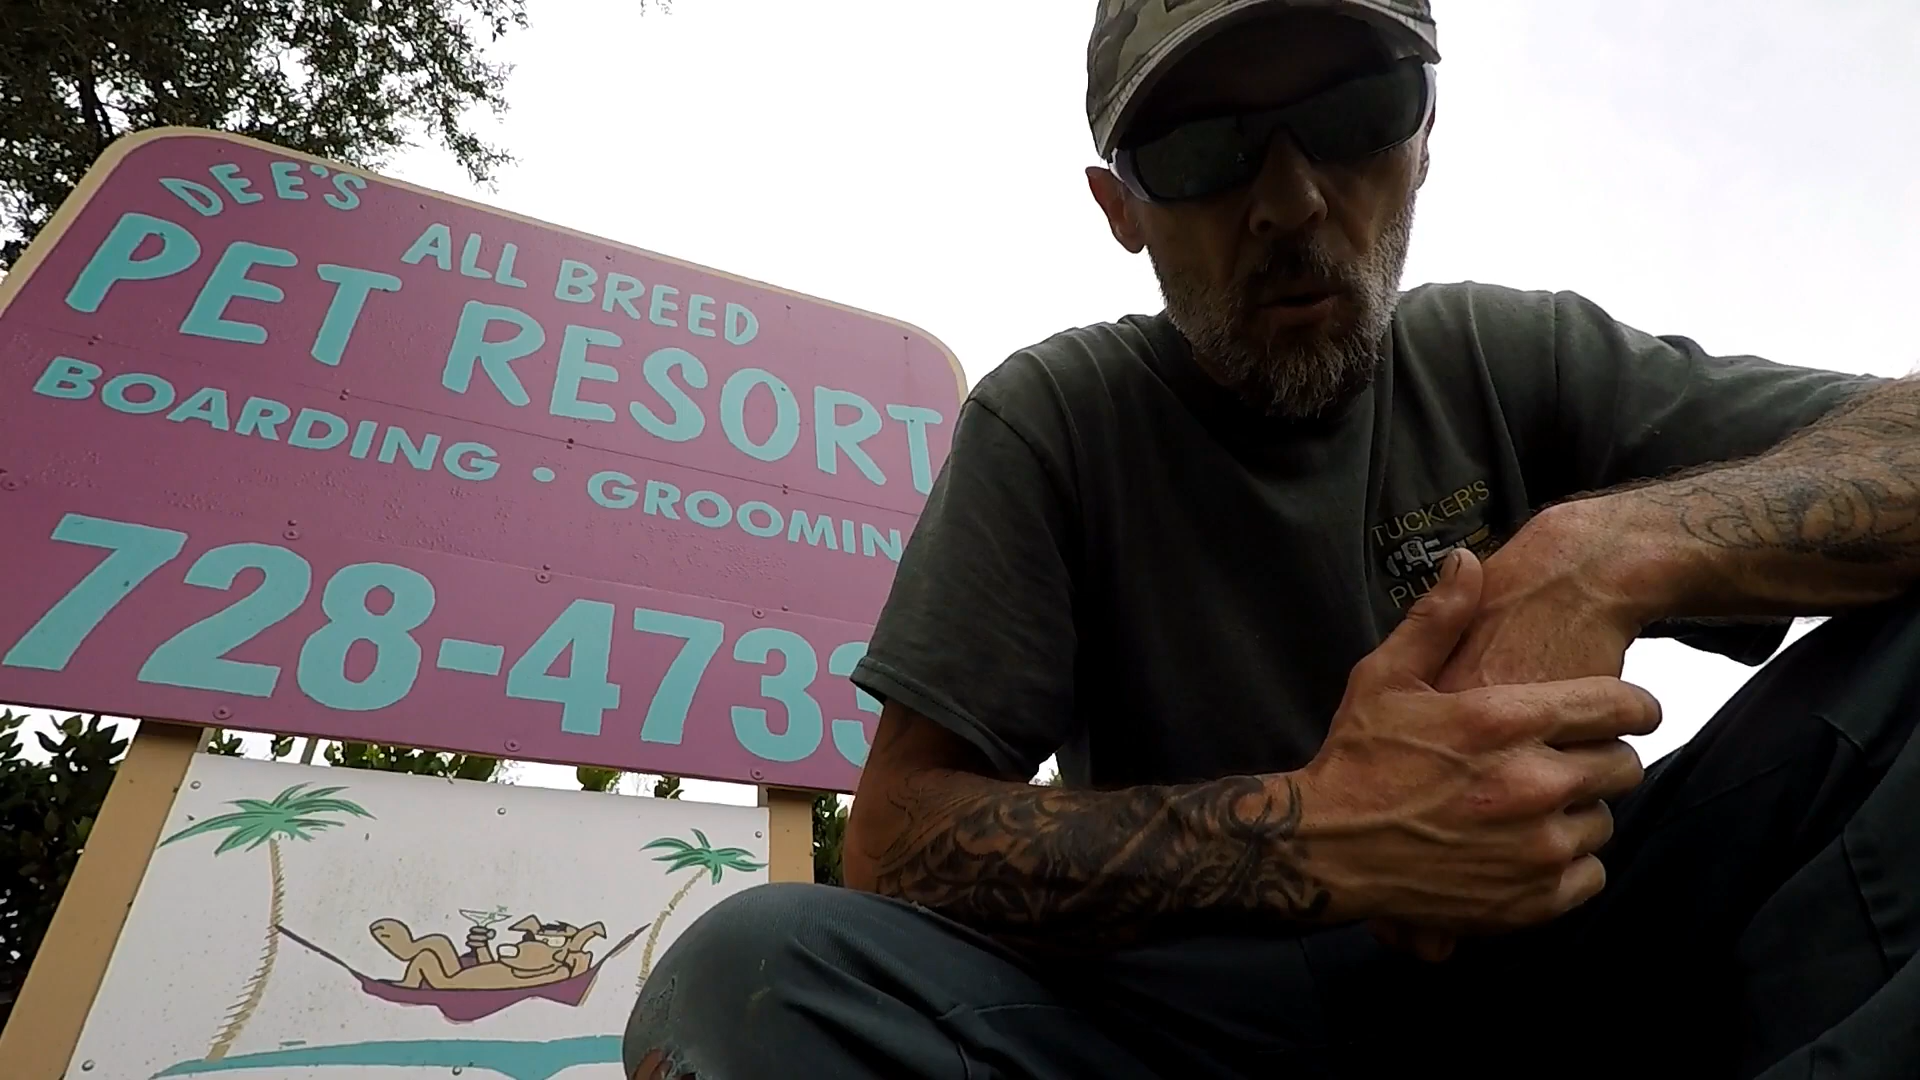 DEE'S
ALL BREED
PET RESORT
BOARDING • GROOMIN
728-4733
TUCKER'S